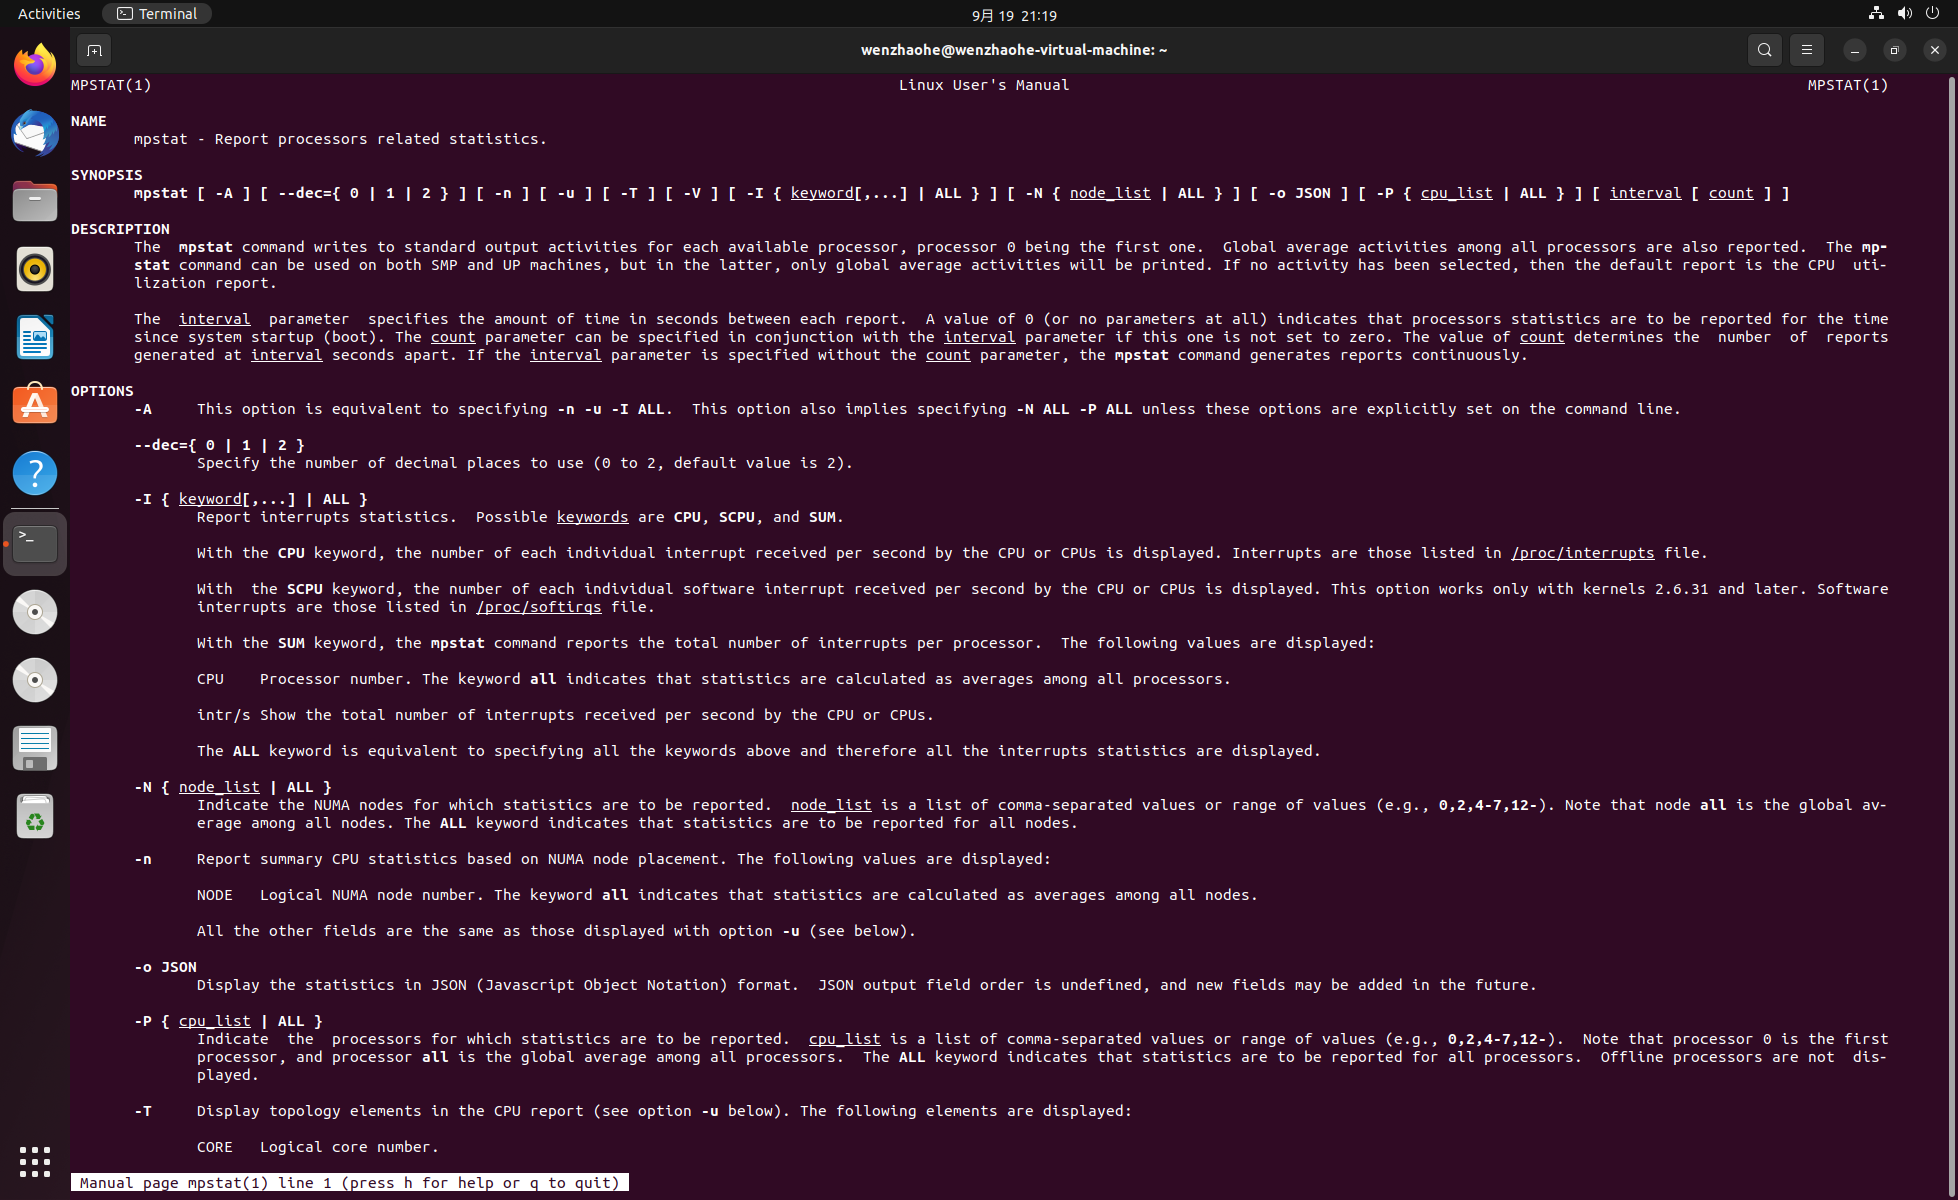 Activities
Terminal
9月 19 21:19
wenzhaohe@wenzhaohe-virtual-machine: ~
MPSTAT(1) Linux User's Manual MPSTAT(1)
NAME
mpstat - Report processors related statistics.
SYNOPSIS
mpstat [ -A ] [ --dec={ 0 | 1 | 2 } ] [ -n ] [ -u ] [ -T ] [ -V ] [ -I { keyword[,...] | ALL } ] [ -N { node_list | ALL } ] [ -o JSON ] [ -P { cpu_list | ALL } ] [ interval [ count ] ]
DESCRIPTION
The mpstat command writes to standard output activities for each available processor, processor 0 being the first one. Global average activities among all processors are also reported. The mp-
stat command can be used on both SMP and UP machines, but in the latter, only global average activities will be printed. If no activity has been selected, then the default report is the CPU uti-
lization report.
The interval parameter specifies the amount of time in seconds between each report. A value of 0 (or no parameters at all) indicates that processors statistics are to be reported for the time
since system startup (boot). The count parameter can be specified in conjunction with the interval parameter if this one is not set to zero. The value of count determines the number of reports
generated at interval seconds apart. If the interval parameter is specified without the count parameter, the mpstat command generates reports continuously.
OPTIONS
-A This option is equivalent to specifying -n -u -I ALL. This option also implies specifying -N ALL -P ALL unless these options are explicitly set on the command line.
--dec={ 0 | 1 | 2 }
Specify the number of decimal places to use (0 to 2, default value is 2).
-I { keyword[,...] | ALL }
Report interrupts statistics. Possible keywords are CPU, SCPU, and SUM.
With the CPU keyword, the number of each individual interrupt received per second by the CPU or CPUs is displayed. Interrupts are those listed in /proc/interrupts file.
With the SCPU keyword, the number of each individual software interrupt received per second by the CPU or CPUs is displayed. This option works only with kernels 2.6.31 and later. Software
interrupts are those listed in /proc/softirqs file.
With the SUM keyword, the mpstat command reports the total number of interrupts per processor. The following values are displayed:
CPU Processor number. The keyword all indicates that statistics are calculated as averages among all processors.
intr/s Show the total number of interrupts received per second by the CPU or CPUs.
The ALL keyword is equivalent to specifying all the keywords above and therefore all the interrupts statistics are displayed.
-N { node_list | ALL }
Indicate the NUMA nodes for which statistics are to be reported. node_list is a list of comma-separated values or range of values (e.g., 0,2,4-7,12-). Note that node all is the global av-
erage among all nodes. The ALL keyword indicates that statistics are to be reported for all nodes.
-n Report summary CPU statistics based on NUMA node placement. The following values are displayed:
NODE Logical NUMA node number. The keyword all indicates that statistics are calculated as averages among all nodes.
All the other fields are the same as those displayed with option -u (see below).
-o JSON
Display the statistics in JSON (Javascript Object Notation) format. JSON output field order is undefined, and new fields may be added in the future.
-P { cpu_list | ALL }
Indicate the processors for which statistics are to be reported. cpu_list is a list of comma-separated values or range of values (e.g., 0,2,4-7,12-). Note that processor 0 is the first
processor, and processor all is the global average among all processors. The ALL keyword indicates that statistics are to be reported for all processors. Offline processors are not dis-
played.
-T Display topology elements in the CPU report (see option -u below). The following elements are displayed:
CORE Logical core number.
Manual page mpstat(1) line 1 (press h for help or q to quit)